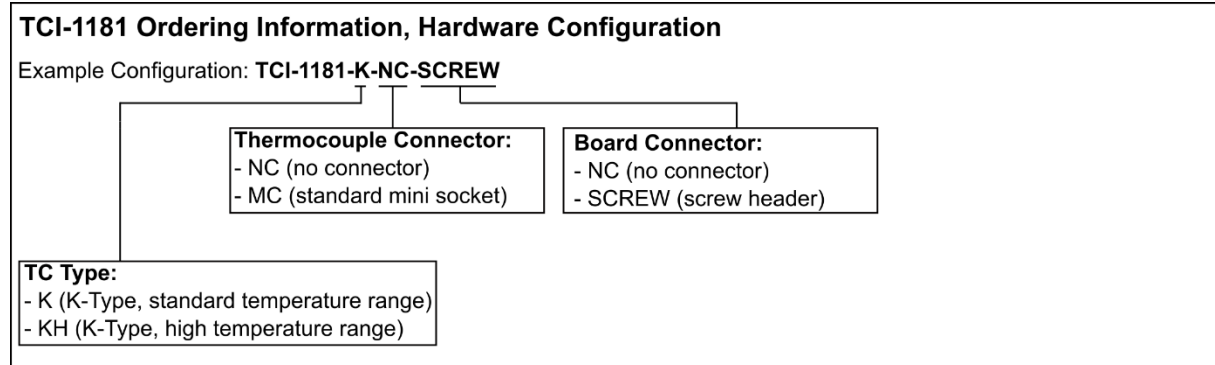 TCI-1181 Ordering Information, Hardware Configuration
Example Configuration: TCI-1181-K-NC-SCREW
Thermocouple Connector:
- NC (no connector)
- MC (standard mini socket)
Board Connector:
- NC (no connector)
- SCREW (screw header)
TC Type:
- K (K-Type, standard temperature range)
- KH (K-Type, high temperature range)